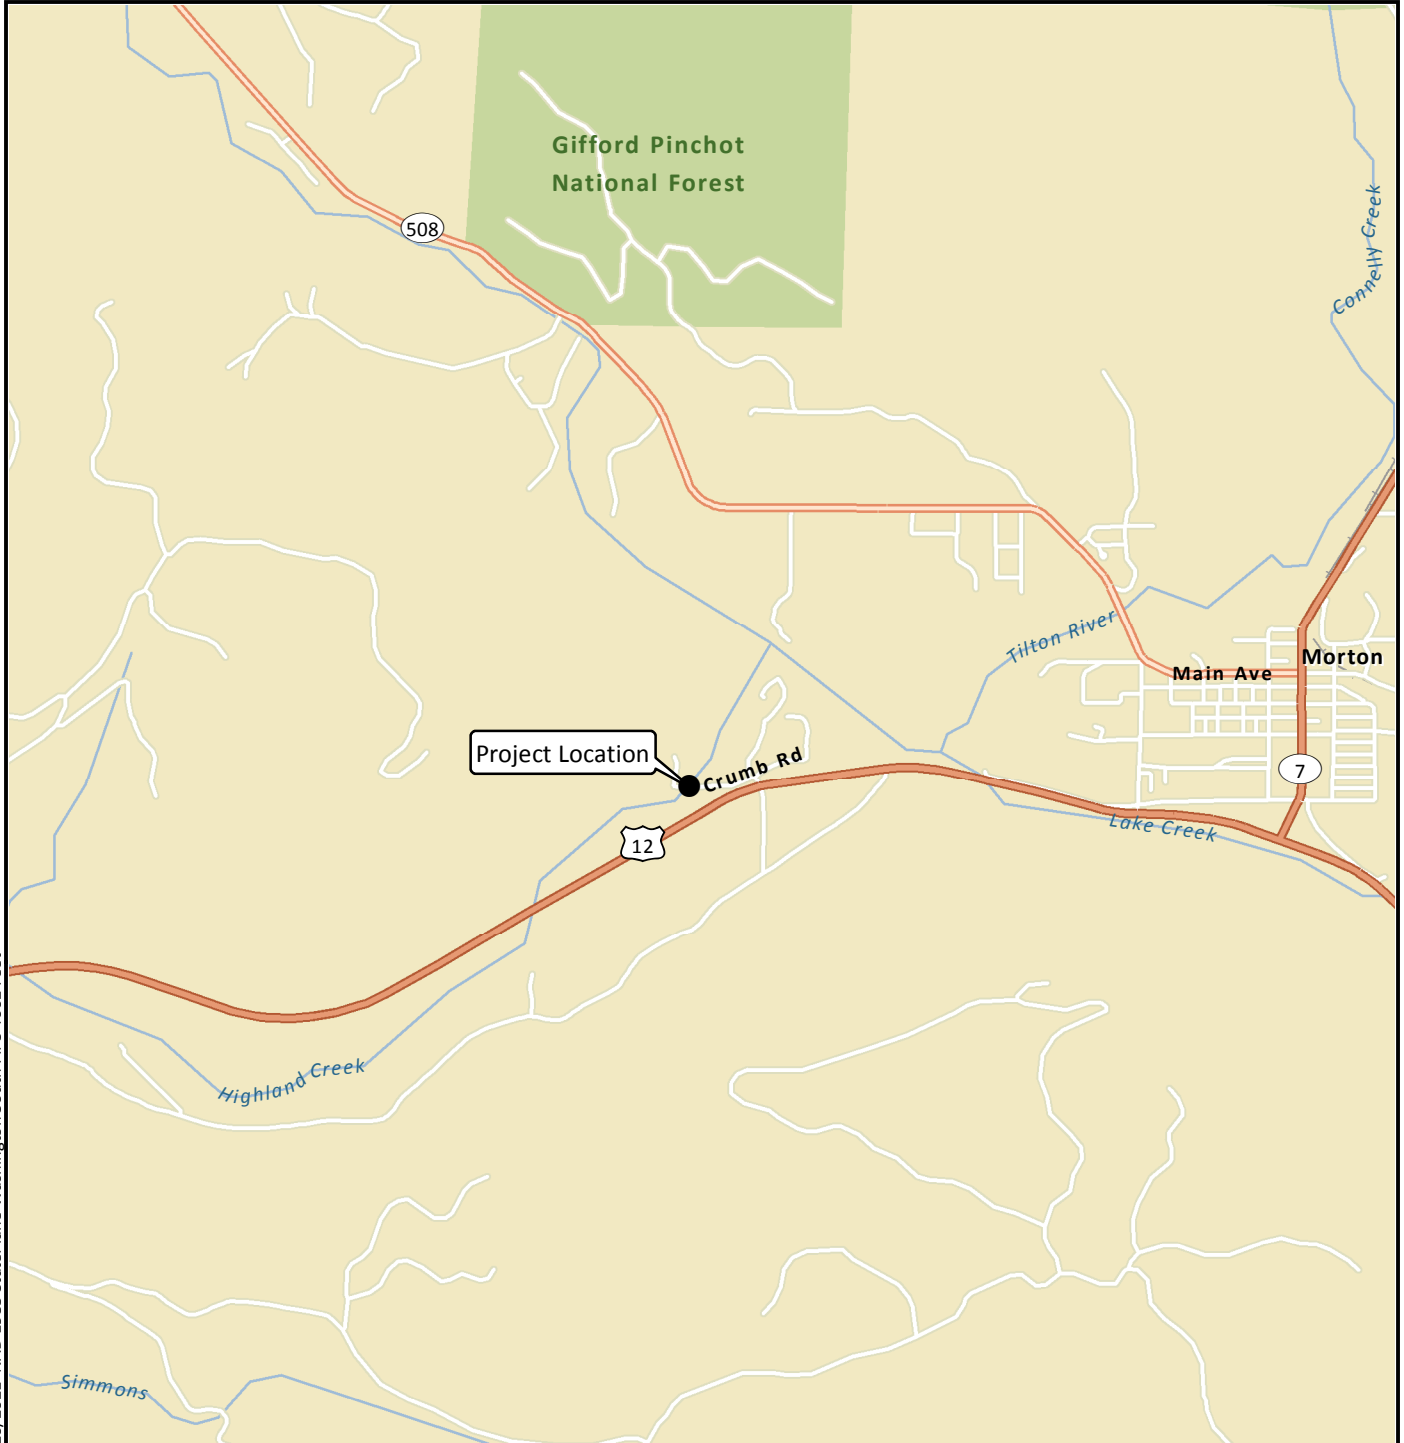 Gifford Pinchot
National Forest
508
Connelly Creek
Tilton River
Main Ave
Morton
Project Location
Crumb Rd
7
12
Lake Creek
Highland Creek
Simmons